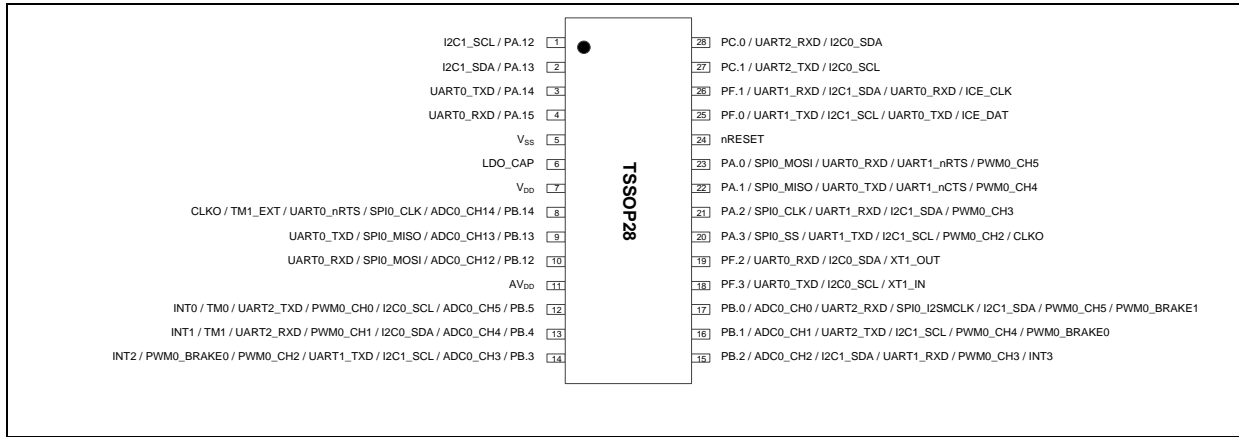 I2C1_SCL / PA.12 1
I2C1_SDA / PA.13 2
UART0_TXD / PA.14 3
UART0_RXD / PA.15 4
VSS 5
LDO_CAP 6
VDD 7
CLKO / TM1_EXT / UART0_nRTS / SPI0_CLK / ADC0_CH14 / PB.14 8
UART0_TXD / SPI0_MISO / ADC0_CH13 / PB.13 9
UART0_RXD / SPI0_MOSI / ADC0_CH12 / PB.12 10
AVDD 11
INT0 / TM0 / UART2_TXD / PWM0_CH0 / I2C0_SCL / ADC0_CH5 / PB.5 12
INT1 / TM1 / UART2_RXD / PWM0_CH1 / I2C0_SDA / ADC0_CH4 / PB.4 13
INT2 / PWM0_BRAKE0 / PWM0_CH2 / UART1_TXD / I2C1_SCL / ADC0_CH3 / PB.3 14
TSSOP28
28 PC.0 / UART2_RXD / I2C0_SDA
27 PC.1 / UART2_TXD / I2C0_SCL
26 PF.1 / UART1_RXD / I2C1_SDA / UART0_RXD / ICE_CLK
25 PF.0 / UART1_TXD / I2C1_SCL / UART0_TXD / ICE_DAT
24 nRESET
23 PA.0 / SPI0_MOSI / UART0_RXD / UART1_nRTS / PWM0_CH5
22 PA.1 / SPI0_MISO / UART0_TXD / UART1_nCTS / PWM0_CH4
21 PA.2 / SPI0_CLK / UART1_RXD / I2C1_SDA / PWM0_CH3
20 PA.3 / SPI0_SS / UART1_TXD / I2C1_SCL / PWM0_CH2 / CLKO
19 PF.2 / UART0_RXD / I2C0_SDA / XT1_OUT
18 PF.3 / UART0_TXD / I2C0_SCL / XT1_IN
17 PB.0 / ADC0_CH0 / UART2_RXD / SPI0_I2SMCLK / I2C1_SDA / PWM0_CH5 / PWM0_BRAKE1
16 PB.1 / ADC0_CH1 / UART2_TXD / I2C1_SCL / PWM0_CH4 / PWM0_BRAKE0
15 PB.2 / ADC0_CH2 / I2C1_SDA / UART1_RXD / PWM0_CH3 / INT3